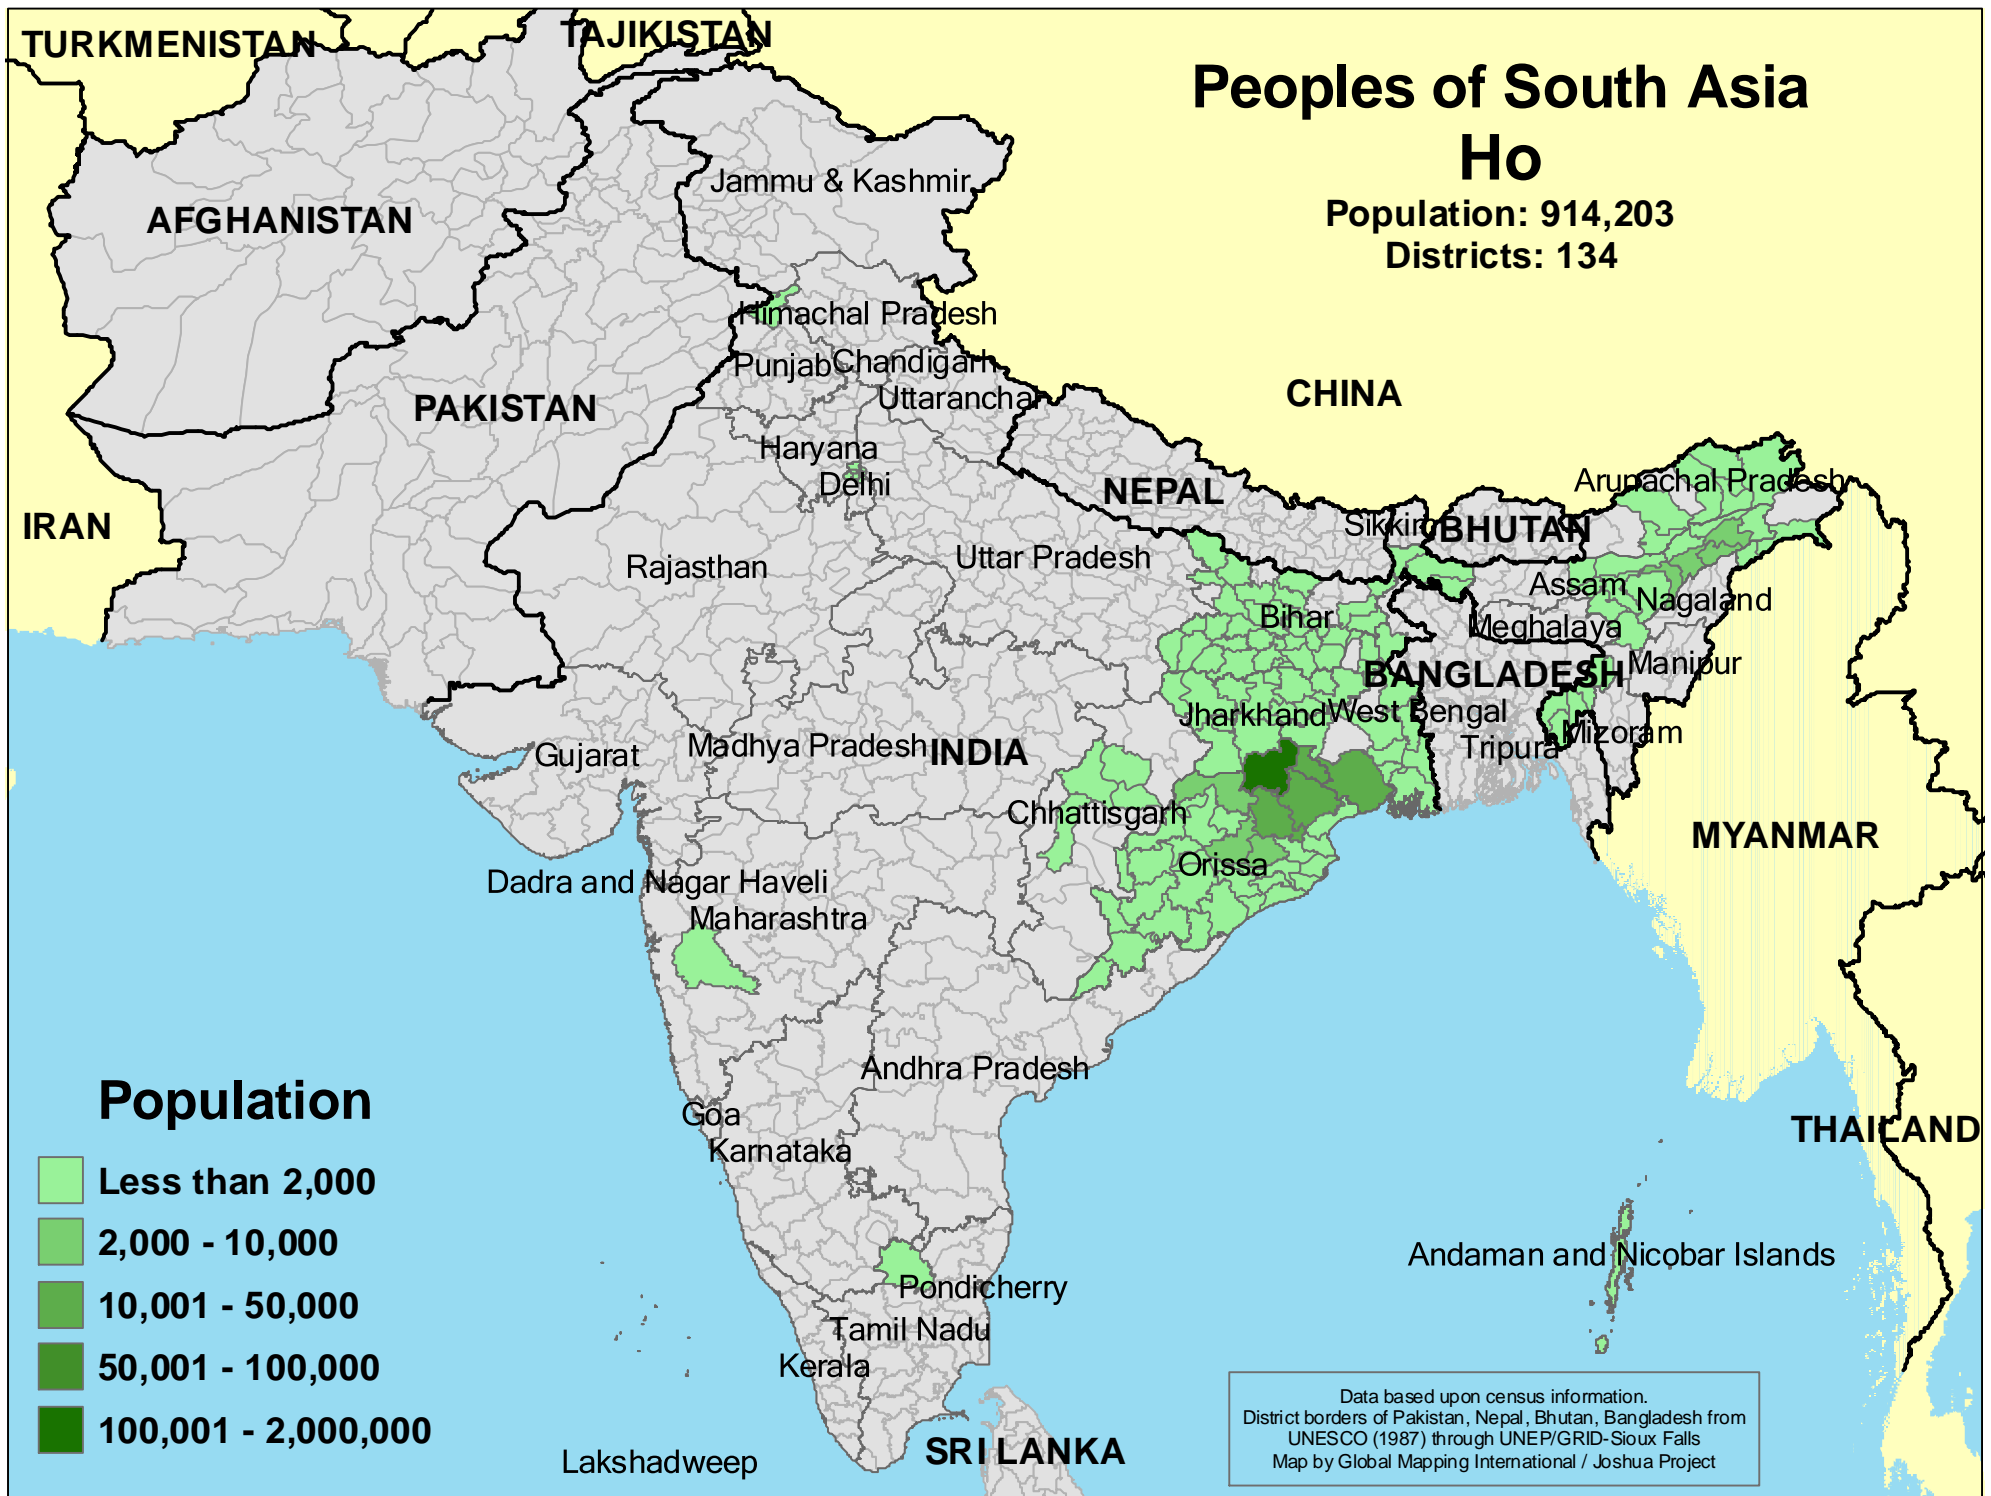 TURKMENISTAN
TAJIKISTAN
Peoples of South Asia
Ho
Population: 914,203
Districts: 134
Jammu & Kashmir
AFGHANISTAN
Himachal Pradesh
Punjab
Chandigarh
Uttaranchal
CHINA
PAKISTAN
Haryana
Delhi
NEPAL
Arunachal Pradesh
IRAN
Sikkim
BHUTAN
Rajasthan
Uttar Pradesh
Assam
Nagaland
Bihar
Meghalaya
BANGLADESH
Manipur
Jharkhand
West Bengal
Gujarat
Madhya Pradesh
INDIA
Tripura
Mizoram
Chhattisgarh
MYANMAR
Orissa
Dadra and Nagar Haveli
Maharashtra
Andhra Pradesh
Population
Goa
Karnataka
THAILAND
Less than 2,000
2,000 - 10,000
Andaman and Nicobar Islands
Pondicherry
10,001 - 50,000
Tamil Nadu
Kerala
50,001 - 100,000
100,001 - 2,000,000
Lakshadweep
SRI LANKA
Data based upon census information.
District borders of Pakistan, Nepal, Bhutan, Bangladesh from
UNESCO (1987) through UNEP/GRID-Sioux Falls
Map by Global Mapping International / Joshua Project